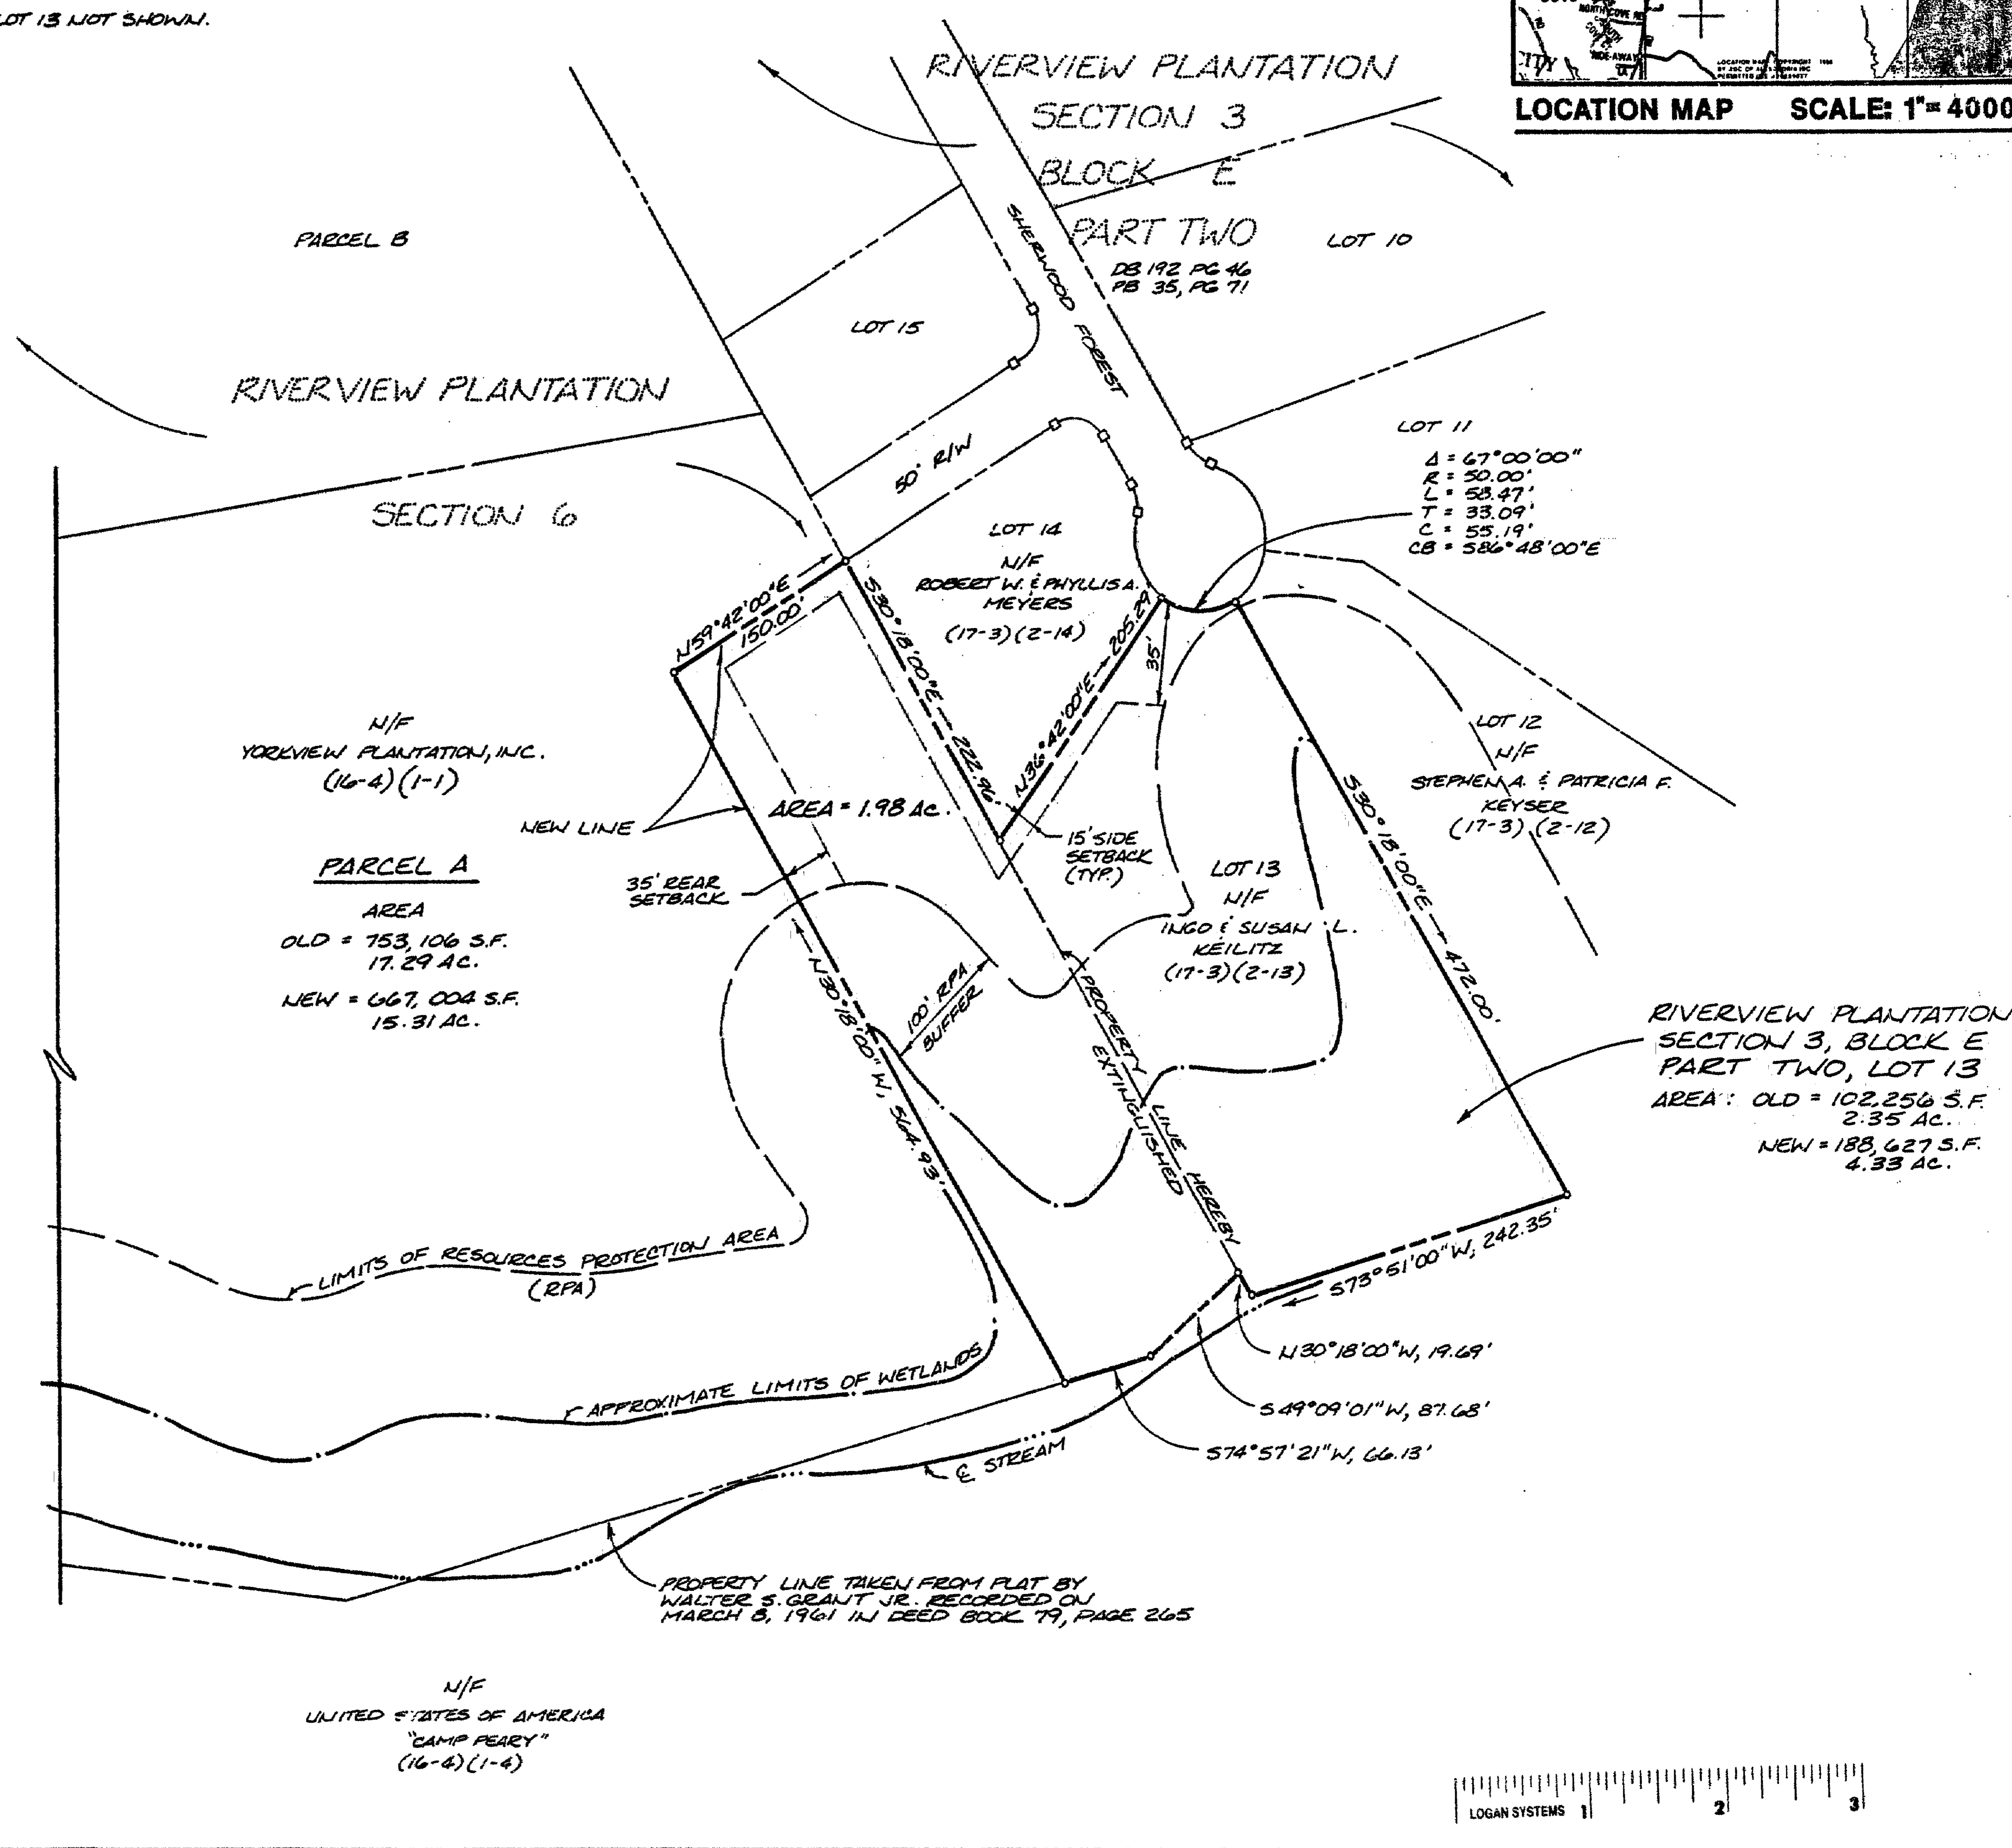 LOT 13 NOT SHOWN.
NORTH COVE RD
LOCATION MAP SCALE: 1"= 4000
RIVERVIEW PLANTATION
SECTION 3
BLOCK E
PART TWO
DB 192 PG 46
PB 35, PG 71
LOT 10
PARCEL B
SHERWOOD FOREST
LOT 15
RIVERVIEW PLANTATION
SECTION 6
50' R/W
LOT 11
Δ = 67°00'00"
R = 50.00'
L = 58.47'
T = 33.09'
C = 55.19'
CB = S86°48'00"E
LOT 14
N/F
ROBERT W. & PHYLLIS A.
MEYERS
(17-3)(2-14)
N59°42'00"E
150.00'
S30°18'00"E 222.96'
N36°42'00"E 205.29
35'
N/F
YORKVIEW PLANTATION, INC.
(16-4)(1-1)
NEW LINE
AREA = 1.98 AC.
15' SIDE
SETBACK
(TYP.)
35' REAR
SETBACK
PARCEL A
AREA
OLD = 753,106 S.F.
17.29 AC.
NEW = 667,004 S.F.
15.31 AC.
LOT 12
N/F
STEPHEN A. & PATRICIA F.
KEYSER
(17-3)(2-12)
LOT 13
N/F
INGO & SUSAN L.
KEILITZ
(17-3)(2-13)
S30°18'00"E 472.00'
N30°18'00"W, 564.93'
100' RPA
BUFFER
PROPERTY LINE HEREBY
EXTINGUISHED
RIVERVIEW PLANTATION
SECTION 3, BLOCK E
PART TWO, LOT 13
AREA: OLD = 102,256 S.F.
2.35 AC.
NEW = 188,627 S.F.
4.33 AC.
LIMITS OF RESOURCES PROTECTION AREA
(RPA)
S73°51'00"W, 242.35'
N30°18'00"W, 19.69'
S49°09'01"W, 87.68'
S74°57'21"W, 66.13'
APPROXIMATE LIMITS OF WETLANDS
℄ STREAM
PROPERTY LINE TAKEN FROM PLAT BY
WALTER S. GRANT JR. RECORDED ON
MARCH 8, 1961 IN DEED BOOK 79, PAGE 265
N/F
UNITED STATES OF AMERICA
"CAMP PEARY"
(16-4)(1-4)
LOGAN SYSTEMS 1 2 3